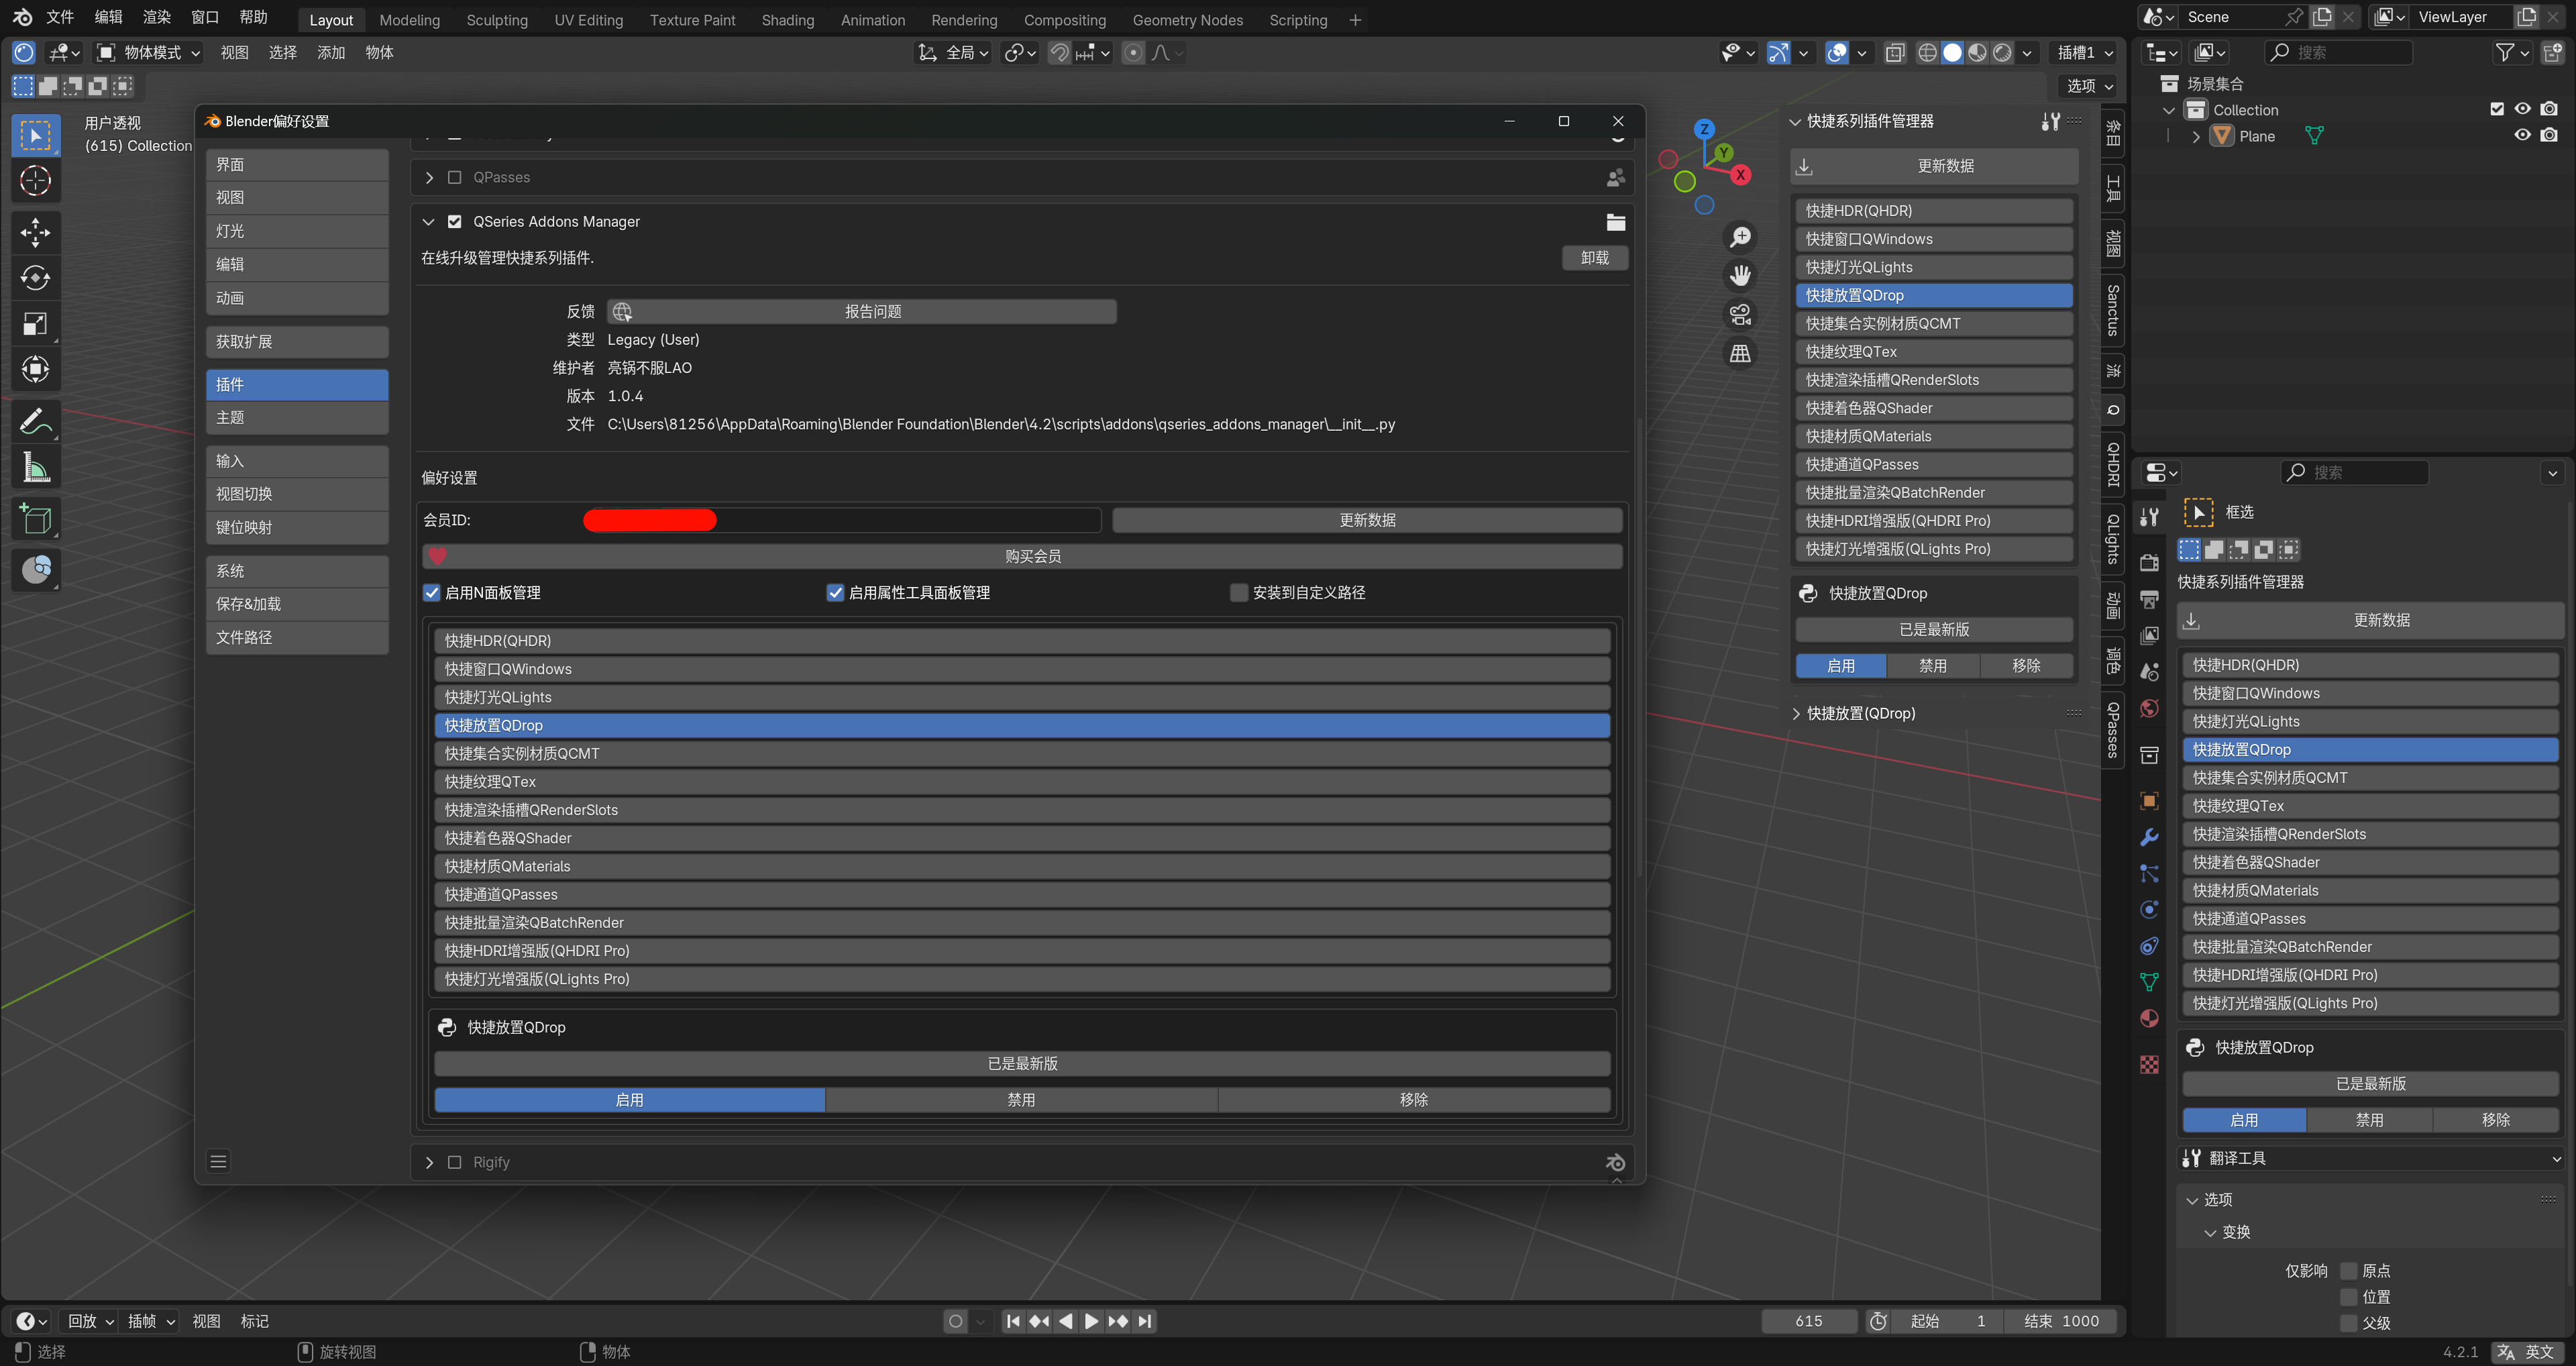 文件 编辑 渲染 窗口 帮助 Layout Modeling Sculpting UV Editing Texture Paint Shading Animation Rendering Compositing Geometry Nodes Scripting + Scene ViewLayer
物体模式 视图 选择 添加 物体 全局 插槽1
选项
用户透视
(615) Collection
Blender偏好设置
界面
视图
灯光
编辑
动画
获取扩展
插件
主题
输入
视图切换
键位映射
系统
保存&加载
文件路径
QPasses
QSeries Addons Manager
在线升级管理快捷系列插件.
卸载
反馈 报告问题
类型 Legacy (User)
维护者 亮锅不服LAO
版本 1.0.4
文件 C:\Users\81256\AppData\Roaming\Blender Foundation\Blender\4.2\scripts\addons\qseries_addons_manager\__init__.py
偏好设置
会员ID: 更新数据
购买会员
启用N面板管理 启用属性工具面板管理 安装到自定义路径
快捷HDR(QHDR)
快捷窗口QWindows
快捷灯光QLights
快捷放置QDrop
快捷集合实例材质QCMT
快捷纹理QTex
快捷渲染插槽QRenderSlots
快捷着色器QShader
快捷材质QMaterials
快捷通道QPasses
快捷批量渲染QBatchRender
快捷HDRI增强版(QHDRI Pro)
快捷灯光增强版(QLights Pro)
快捷放置QDrop
已是最新版
启用 禁用 移除
Rigify
Z
Y
X
快捷系列插件管理器
更新数据
快捷HDR(QHDR)
快捷窗口QWindows
快捷灯光QLights
快捷放置QDrop
快捷集合实例材质QCMT
快捷纹理QTex
快捷渲染插槽QRenderSlots
快捷着色器QShader
快捷材质QMaterials
快捷通道QPasses
快捷批量渲染QBatchRender
快捷HDRI增强版(QHDRI Pro)
快捷灯光增强版(QLights Pro)
快捷放置QDrop
已是最新版
启用 禁用 移除
快捷放置(QDrop)
条目
工具
视图
Sanctus
流
Q
QHDRI
QLights
动画
调色
QPasses
搜索
场景集合
Collection
Plane
搜索
框选
快捷系列插件管理器
更新数据
快捷HDR(QHDR)
快捷窗口QWindows
快捷灯光QLights
快捷放置QDrop
快捷集合实例材质QCMT
快捷纹理QTex
快捷渲染插槽QRenderSlots
快捷着色器QShader
快捷材质QMaterials
快捷通道QPasses
快捷批量渲染QBatchRender
快捷HDRI增强版(QHDRI Pro)
快捷灯光增强版(QLights Pro)
快捷放置QDrop
已是最新版
启用 禁用 移除
翻译工具
选项
变换
仅影响 原点
位置
父级
回放 插帧 视图 标记 615 起始 1 结束 1000
选择 旋转视图 物体 4.2.1 英文